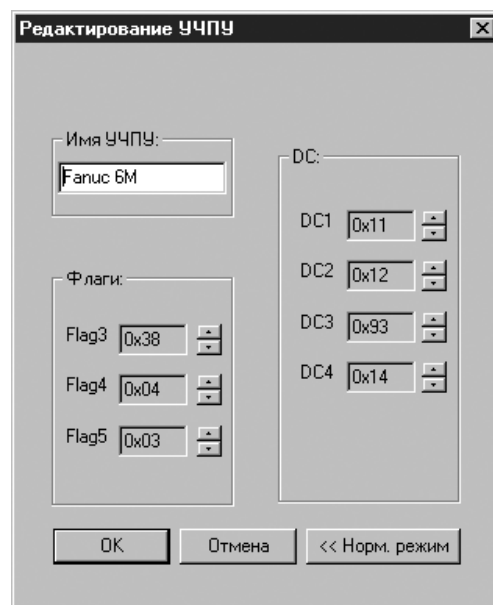 Редактирование УЧПУ
Имя УЧПУ:
Fanuc 6M
Флаги:
Flag3 0x38
Flag4 0x04
Flag5 0x03
DC:
DC1 0x11
DC2 0x12
DC3 0x93
DC4 0x14
OK Отмена << Норм. режим